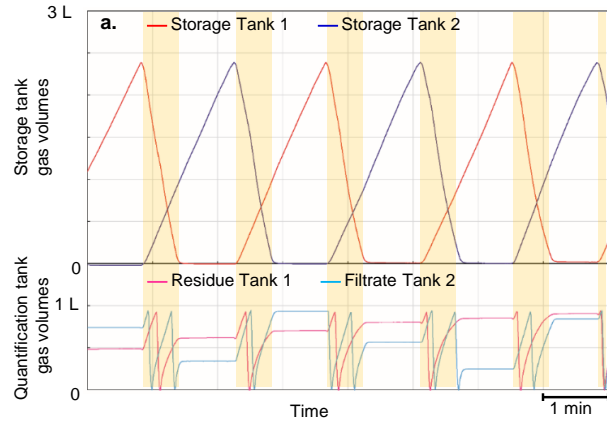 3 L
a.
Storage Tank 1
Storage Tank 2
Storage tank
gas volumes
0
Residue Tank 1
Filtrate Tank 2
1 L
Quantification tank
gas volumes
0
Time
1 min